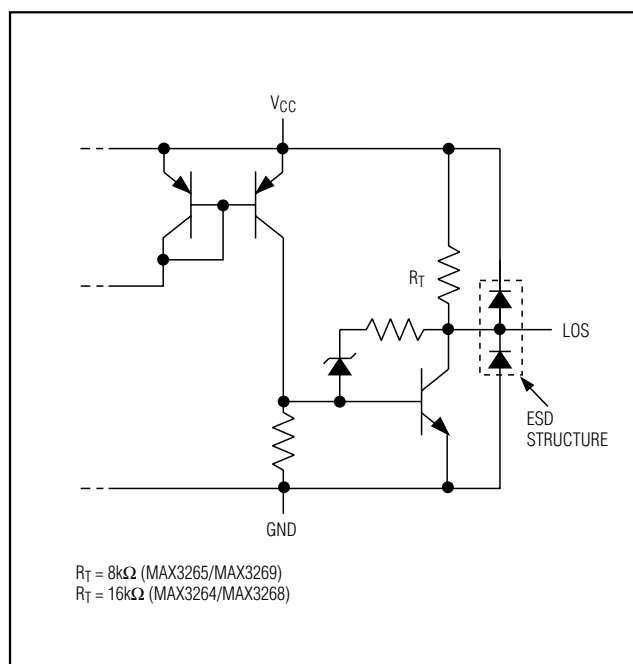 VCC
RT
LOS
ESD
STRUCTURE
GND
RT = 8kΩ (MAX3265/MAX3269)
RT = 16kΩ (MAX3264/MAX3268)